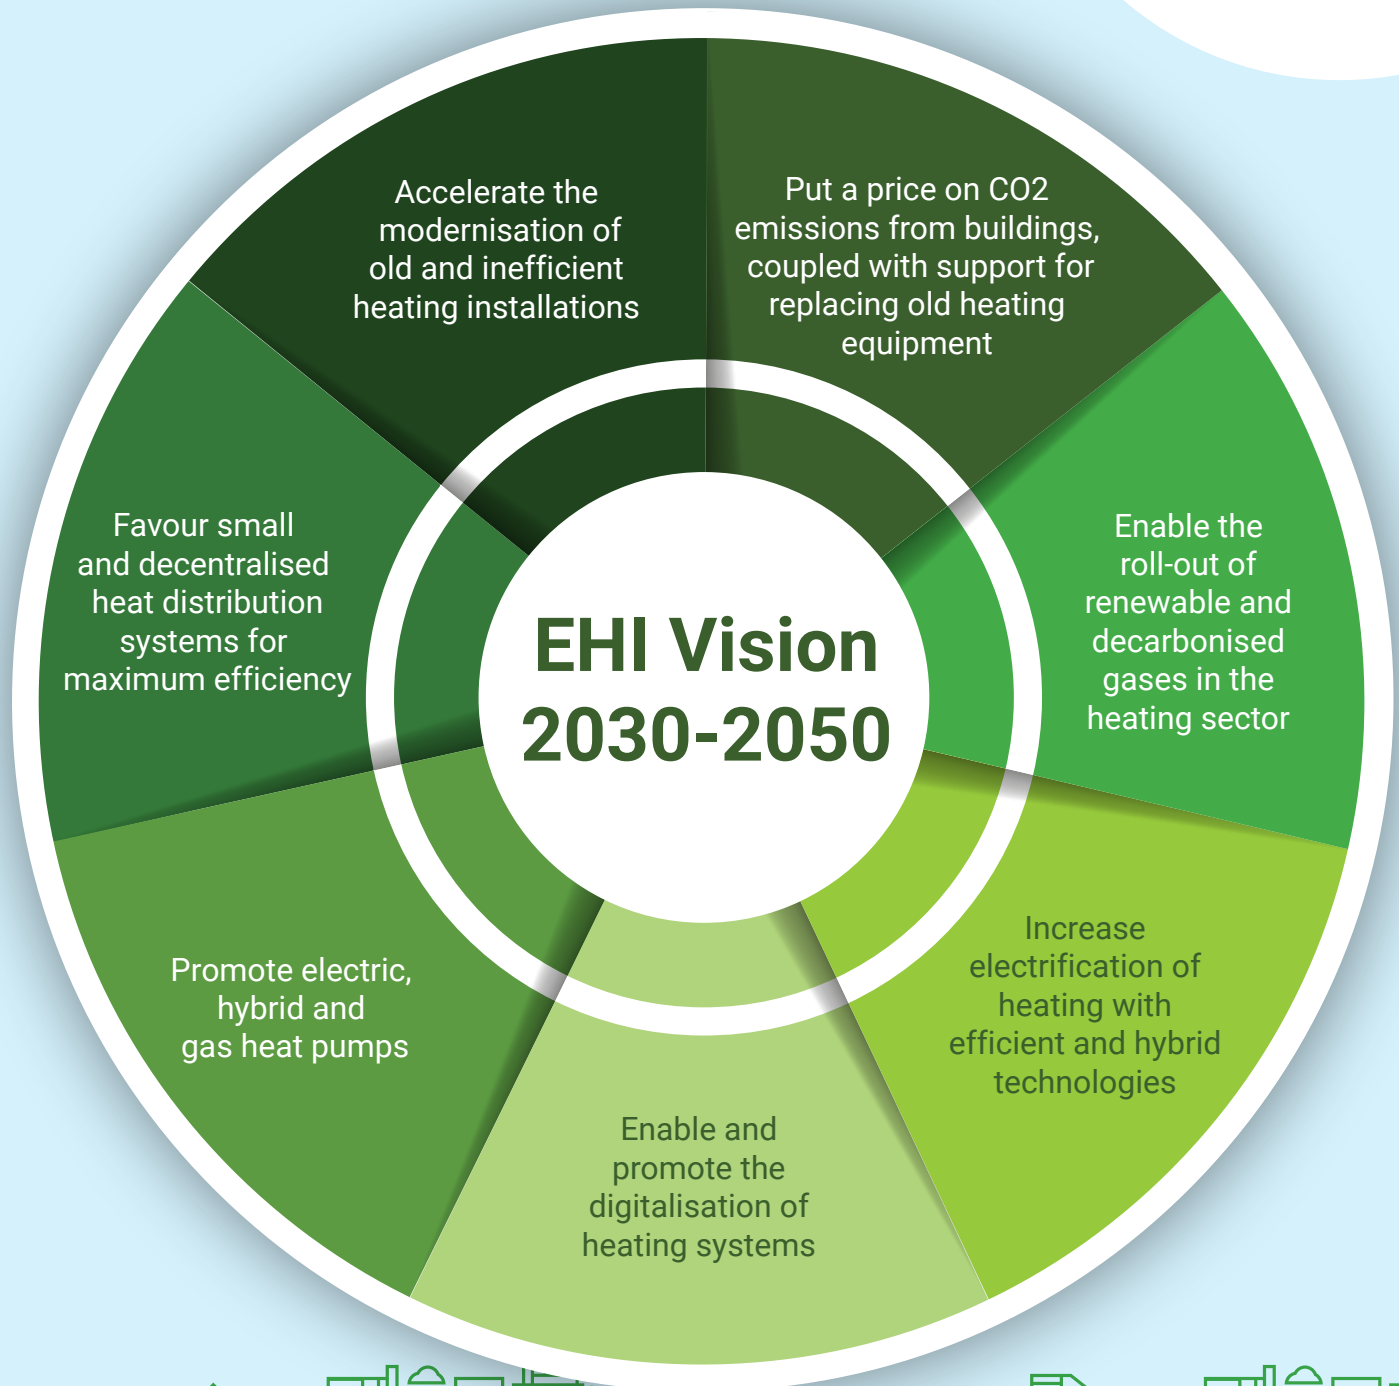 Accelerate the
modernisation of
old and inefficient
heating installations
Put a price on CO2
emissions from buildings,
coupled with support for
replacing old heating
equipment
Favour small
and decentralised
heat distribution
systems for
maximum efficiency
EHI Vision
2030-2050
Enable the
roll-out of
renewable and
decarbonised
gases in the
heating sector
Promote electric,
hybrid and
gas heat pumps
Increase
electrification of
heating with
efficient and hybrid
technologies
Enable and
promote the
digitalisation of
heating systems